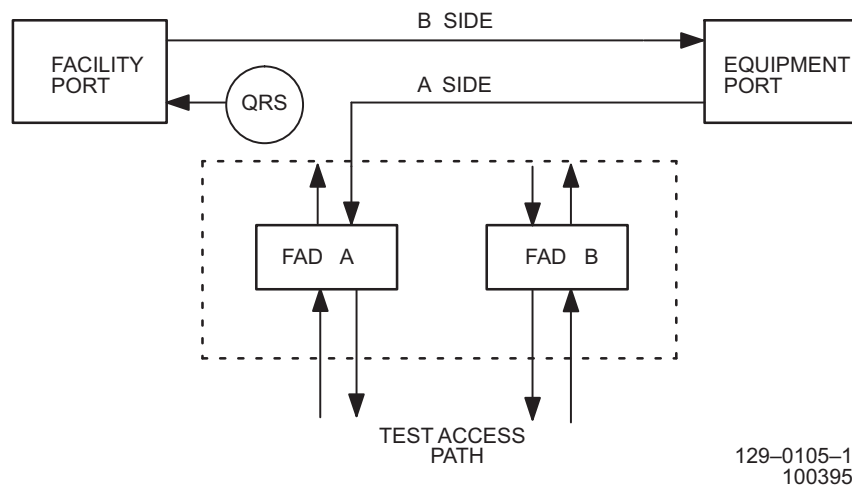 B SIDE
FACILITY
PORT
EQUIPMENT
PORT
QRS
A SIDE
FAD A
FAD B
TEST ACCESS
PATH
129–0105–1
100395